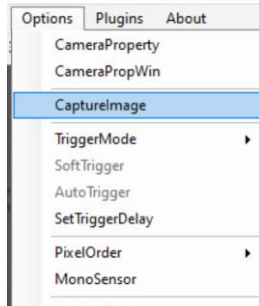 Options Plugins About
CameraProperty
CameraPropWin
CaptureImage
TriggerMode
SoftTrigger
AutoTrigger
SetTriggerDelay
PixelOrder
MonoSensor